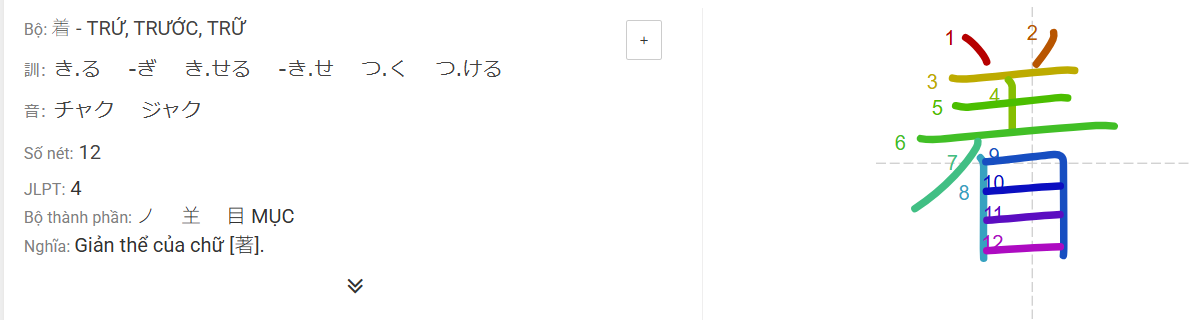 Bộ: 着 - TRỨ, TRƯỚC, TRỮ
+
訓: き.る -ぎ き.せる -き.せ つ.く つ.ける
音: チャク ジャク
Số nét: 12
JLPT: 4
Bộ thành phần: ノ 𦍌 目 MỤC
Nghĩa: Giản thể của chữ [著].
1
2
3
4
5
6
7
8
9
10
11
12